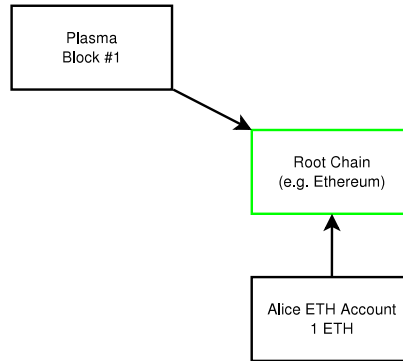 Plasma
Block #1
Root Chain
(e.g. Ethereum)
Alice ETH Account
1 ETH